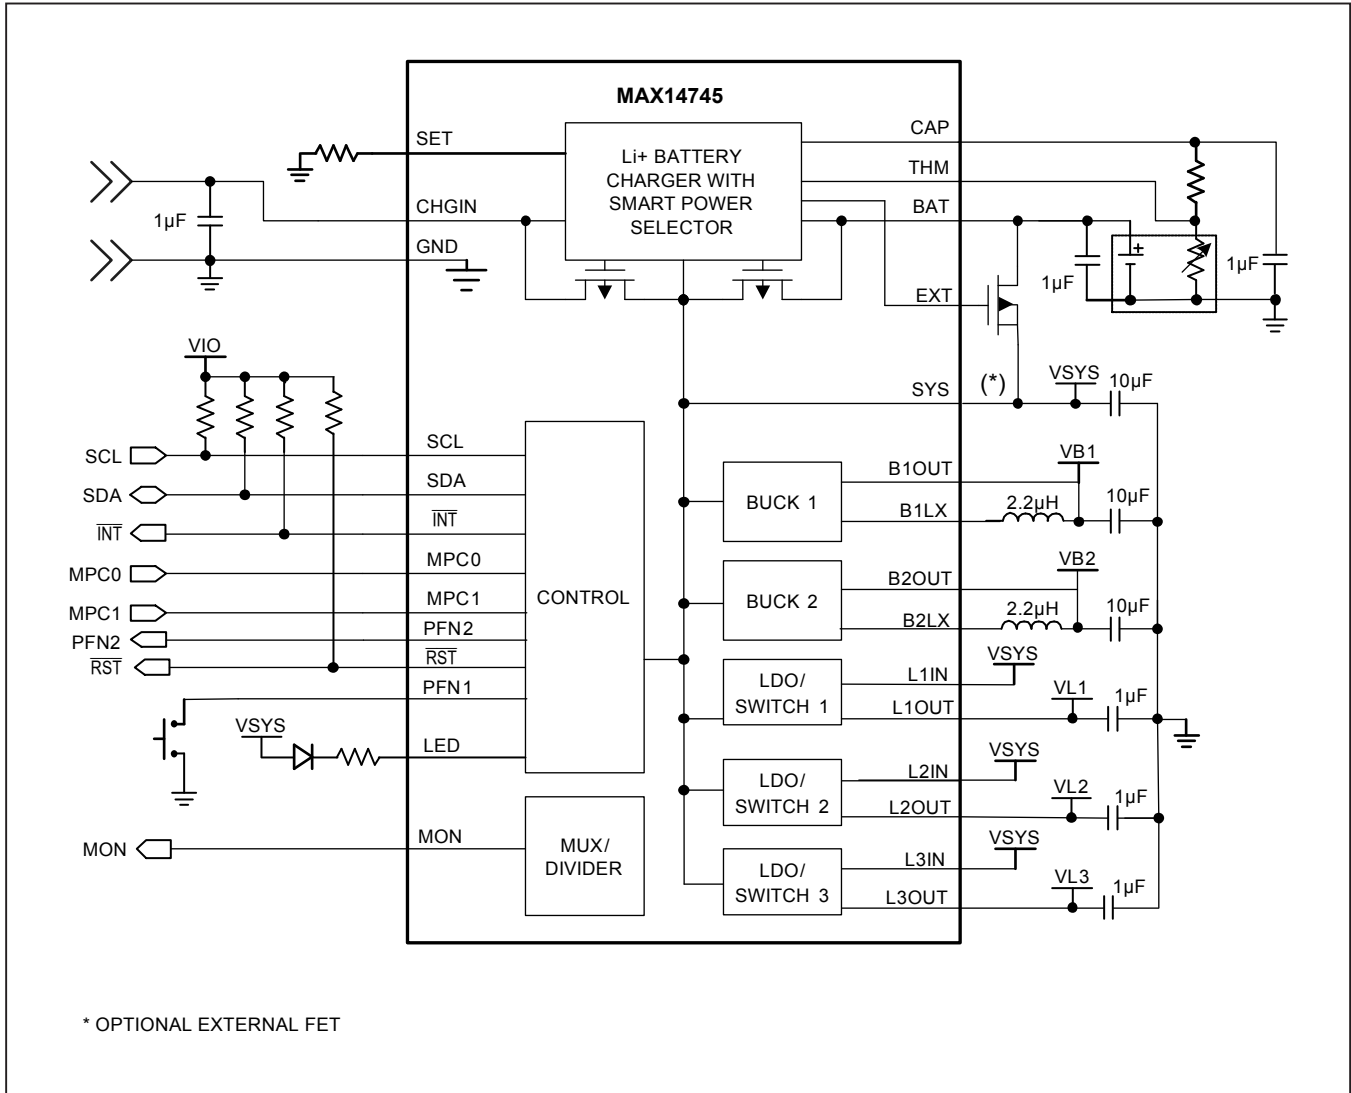 MAX14745
SET
CHGIN
GND
1µF
Li+ BATTERY
CHARGER WITH
SMART POWER
SELECTOR
CAP
THM
BAT
EXT
SYS
1µF
+
1µF
(*)
VSYS
10µF
VIO
SCL
SDA
INT
MPC0
MPC1
PFN2
RST
SCL
SDA
INT
MPC0
MPC1
PFN2
RST
PFN1
LED
VSYS
CONTROL
MON
MON
MUX/
DIVIDER
BUCK 1
B1OUT
B1LX
VB1
2.2µH
10µF
BUCK 2
B2OUT
B2LX
VB2
2.2µH
10µF
LDO/
SWITCH 1
L1IN
L1OUT
VSYS
VL1
1µF
LDO/
SWITCH 2
L2IN
L2OUT
VSYS
VL2
1µF
LDO/
SWITCH 3
L3IN
L3OUT
VSYS
VL3
1µF
* OPTIONAL EXTERNAL FET